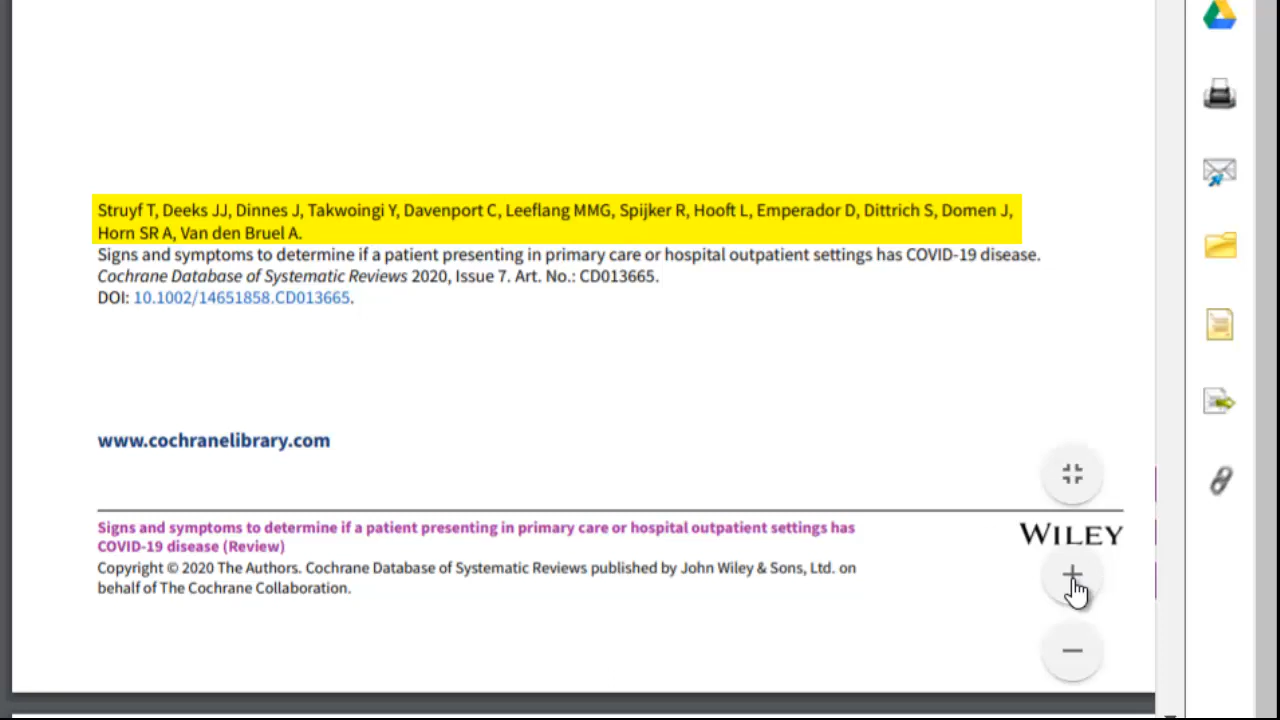 Struyf T, Deeks JJ, Dinnes J, Takwoingi Y, Davenport C, Leeflang MMG, Spijker R, Hooft L, Emperador D, Dittrich S, Domen J,
Horn SR A, Van den Bruel A.
Signs and symptoms to determine if a patient presenting in primary care or hospital outpatient settings has COVID-19 disease.
Cochrane Database of Systematic Reviews 2020, Issue 7. Art. No.: CD013665.
DOI: 10.1002/14651858.CD013665.
www.cochranelibrary.com
Signs and symptoms to determine if a patient presenting in primary care or hospital outpatient settings has
COVID-19 disease (Review)
Copyright © 2020 The Authors. Cochrane Database of Systematic Reviews published by John Wiley & Sons, Ltd. on
behalf of The Cochrane Collaboration.
WILEY